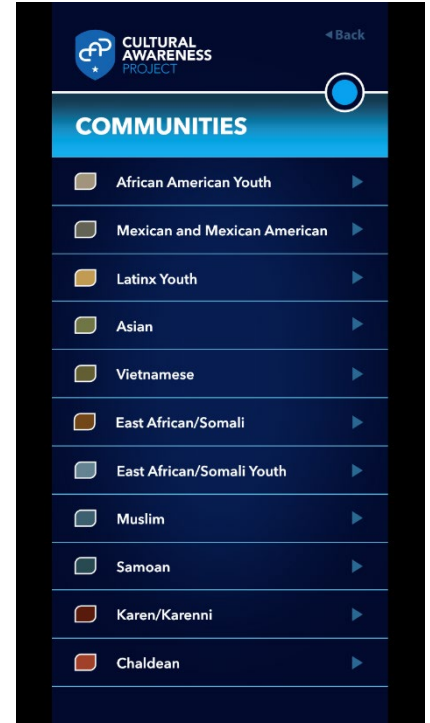 CAP
CULTURAL
AWARENESS
PROJECT
Back
COMMUNITIES
African American Youth
Mexican and Mexican American
Latinx Youth
Asian
Vietnamese
East African/Somali
East African/Somali Youth
Muslim
Samoan
Karen/Karenni
Chaldean